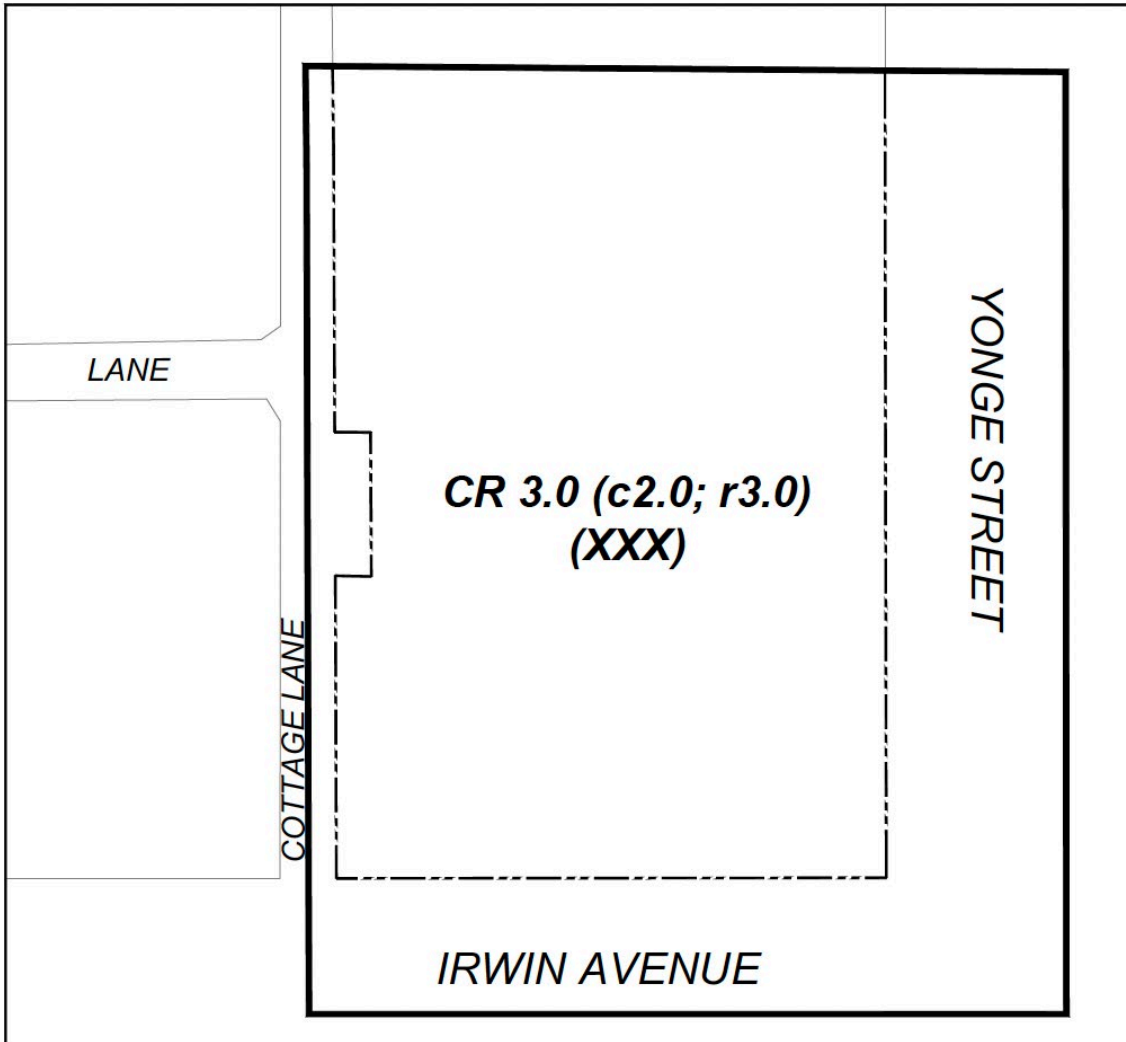 LANE
CR 3.0 (c2.0; r3.0)
(XXX)
YONGE STREET
COTTAGE LANE
IRWIN AVENUE